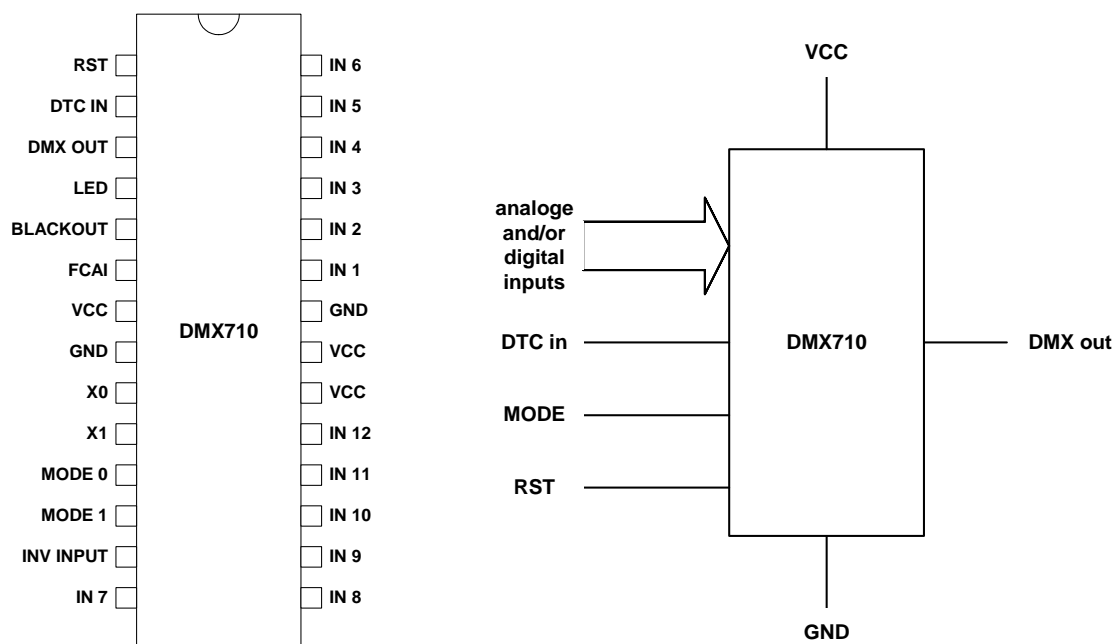 RST
DTC IN
DMX OUT
LED
BLACKOUT
FCAI
VCC
GND
X0
X1
MODE 0
MODE 1
INV INPUT
IN 7
DMX710
IN 6
IN 5
IN 4
IN 3
IN 2
IN 1
GND
VCC
VCC
IN 12
IN 11
IN 10
IN 9
IN 8
VCC
analoge
and/or
digital
inputs
DTC in
MODE
RST
DMX710
DMX out
GND